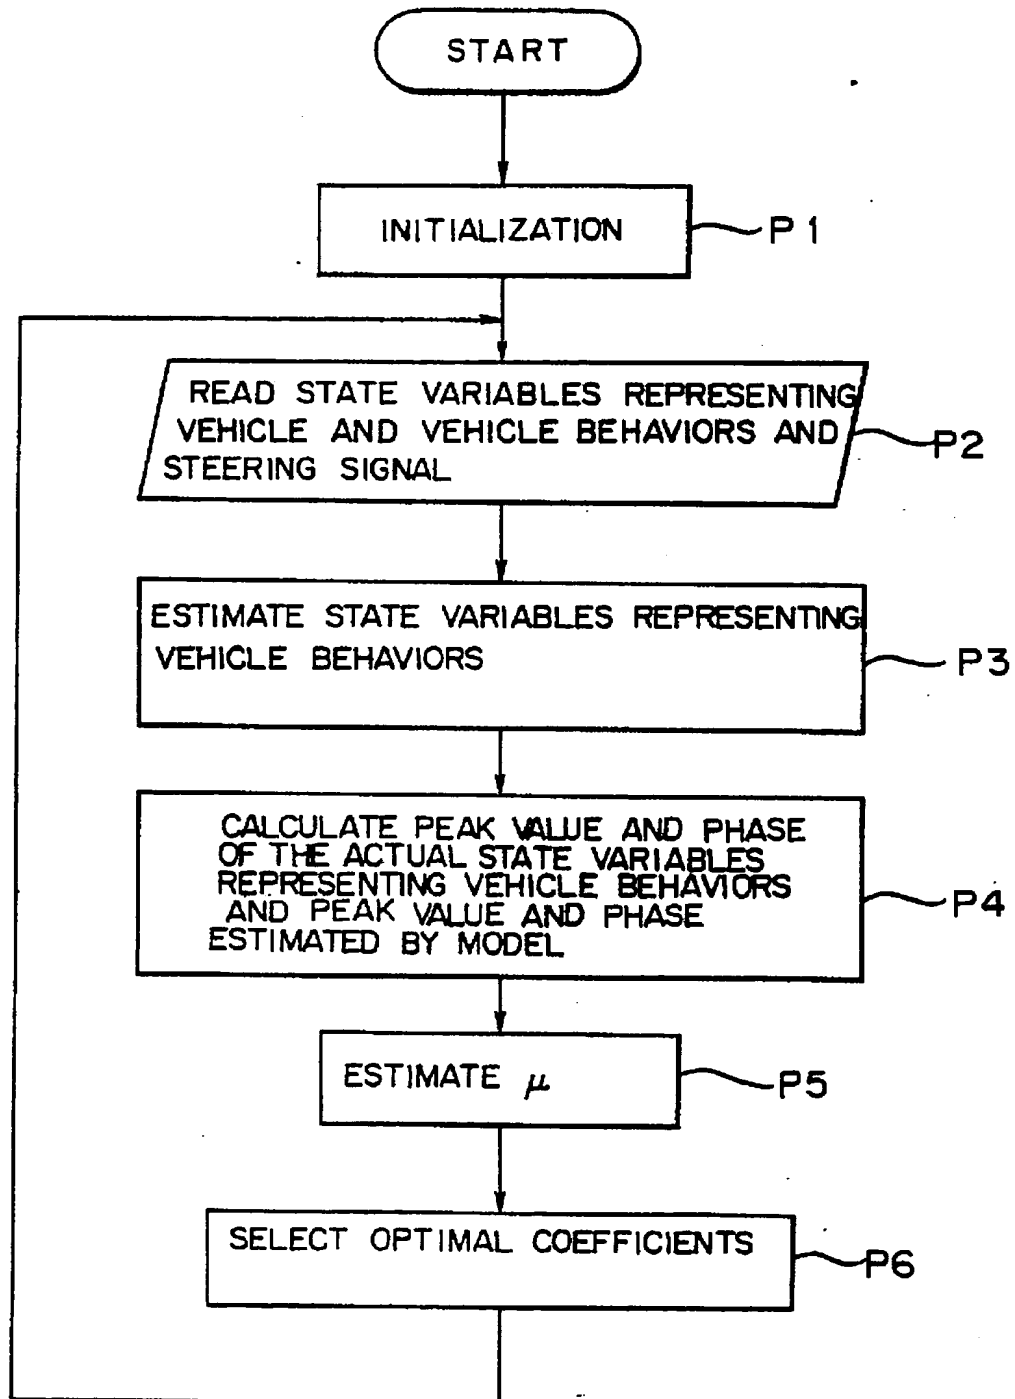 START
INITIALIZATION
P1
READ STATE VARIABLES REPRESENTING
VEHICLE AND VEHICLE BEHAVIORS AND
STEERING SIGNAL
P2
ESTIMATE STATE VARIABLES REPRESENTING
VEHICLE BEHAVIORS
P3
CALCULATE PEAK VALUE AND PHASE
OF THE ACTUAL STATE VARIABLES
REPRESENTING VEHICLE BEHAVIORS
AND PEAK VALUE AND PHASE
ESTIMATED BY MODEL
P4
ESTIMATE μ
P5
SELECT OPTIMAL COEFFICIENTS
P6